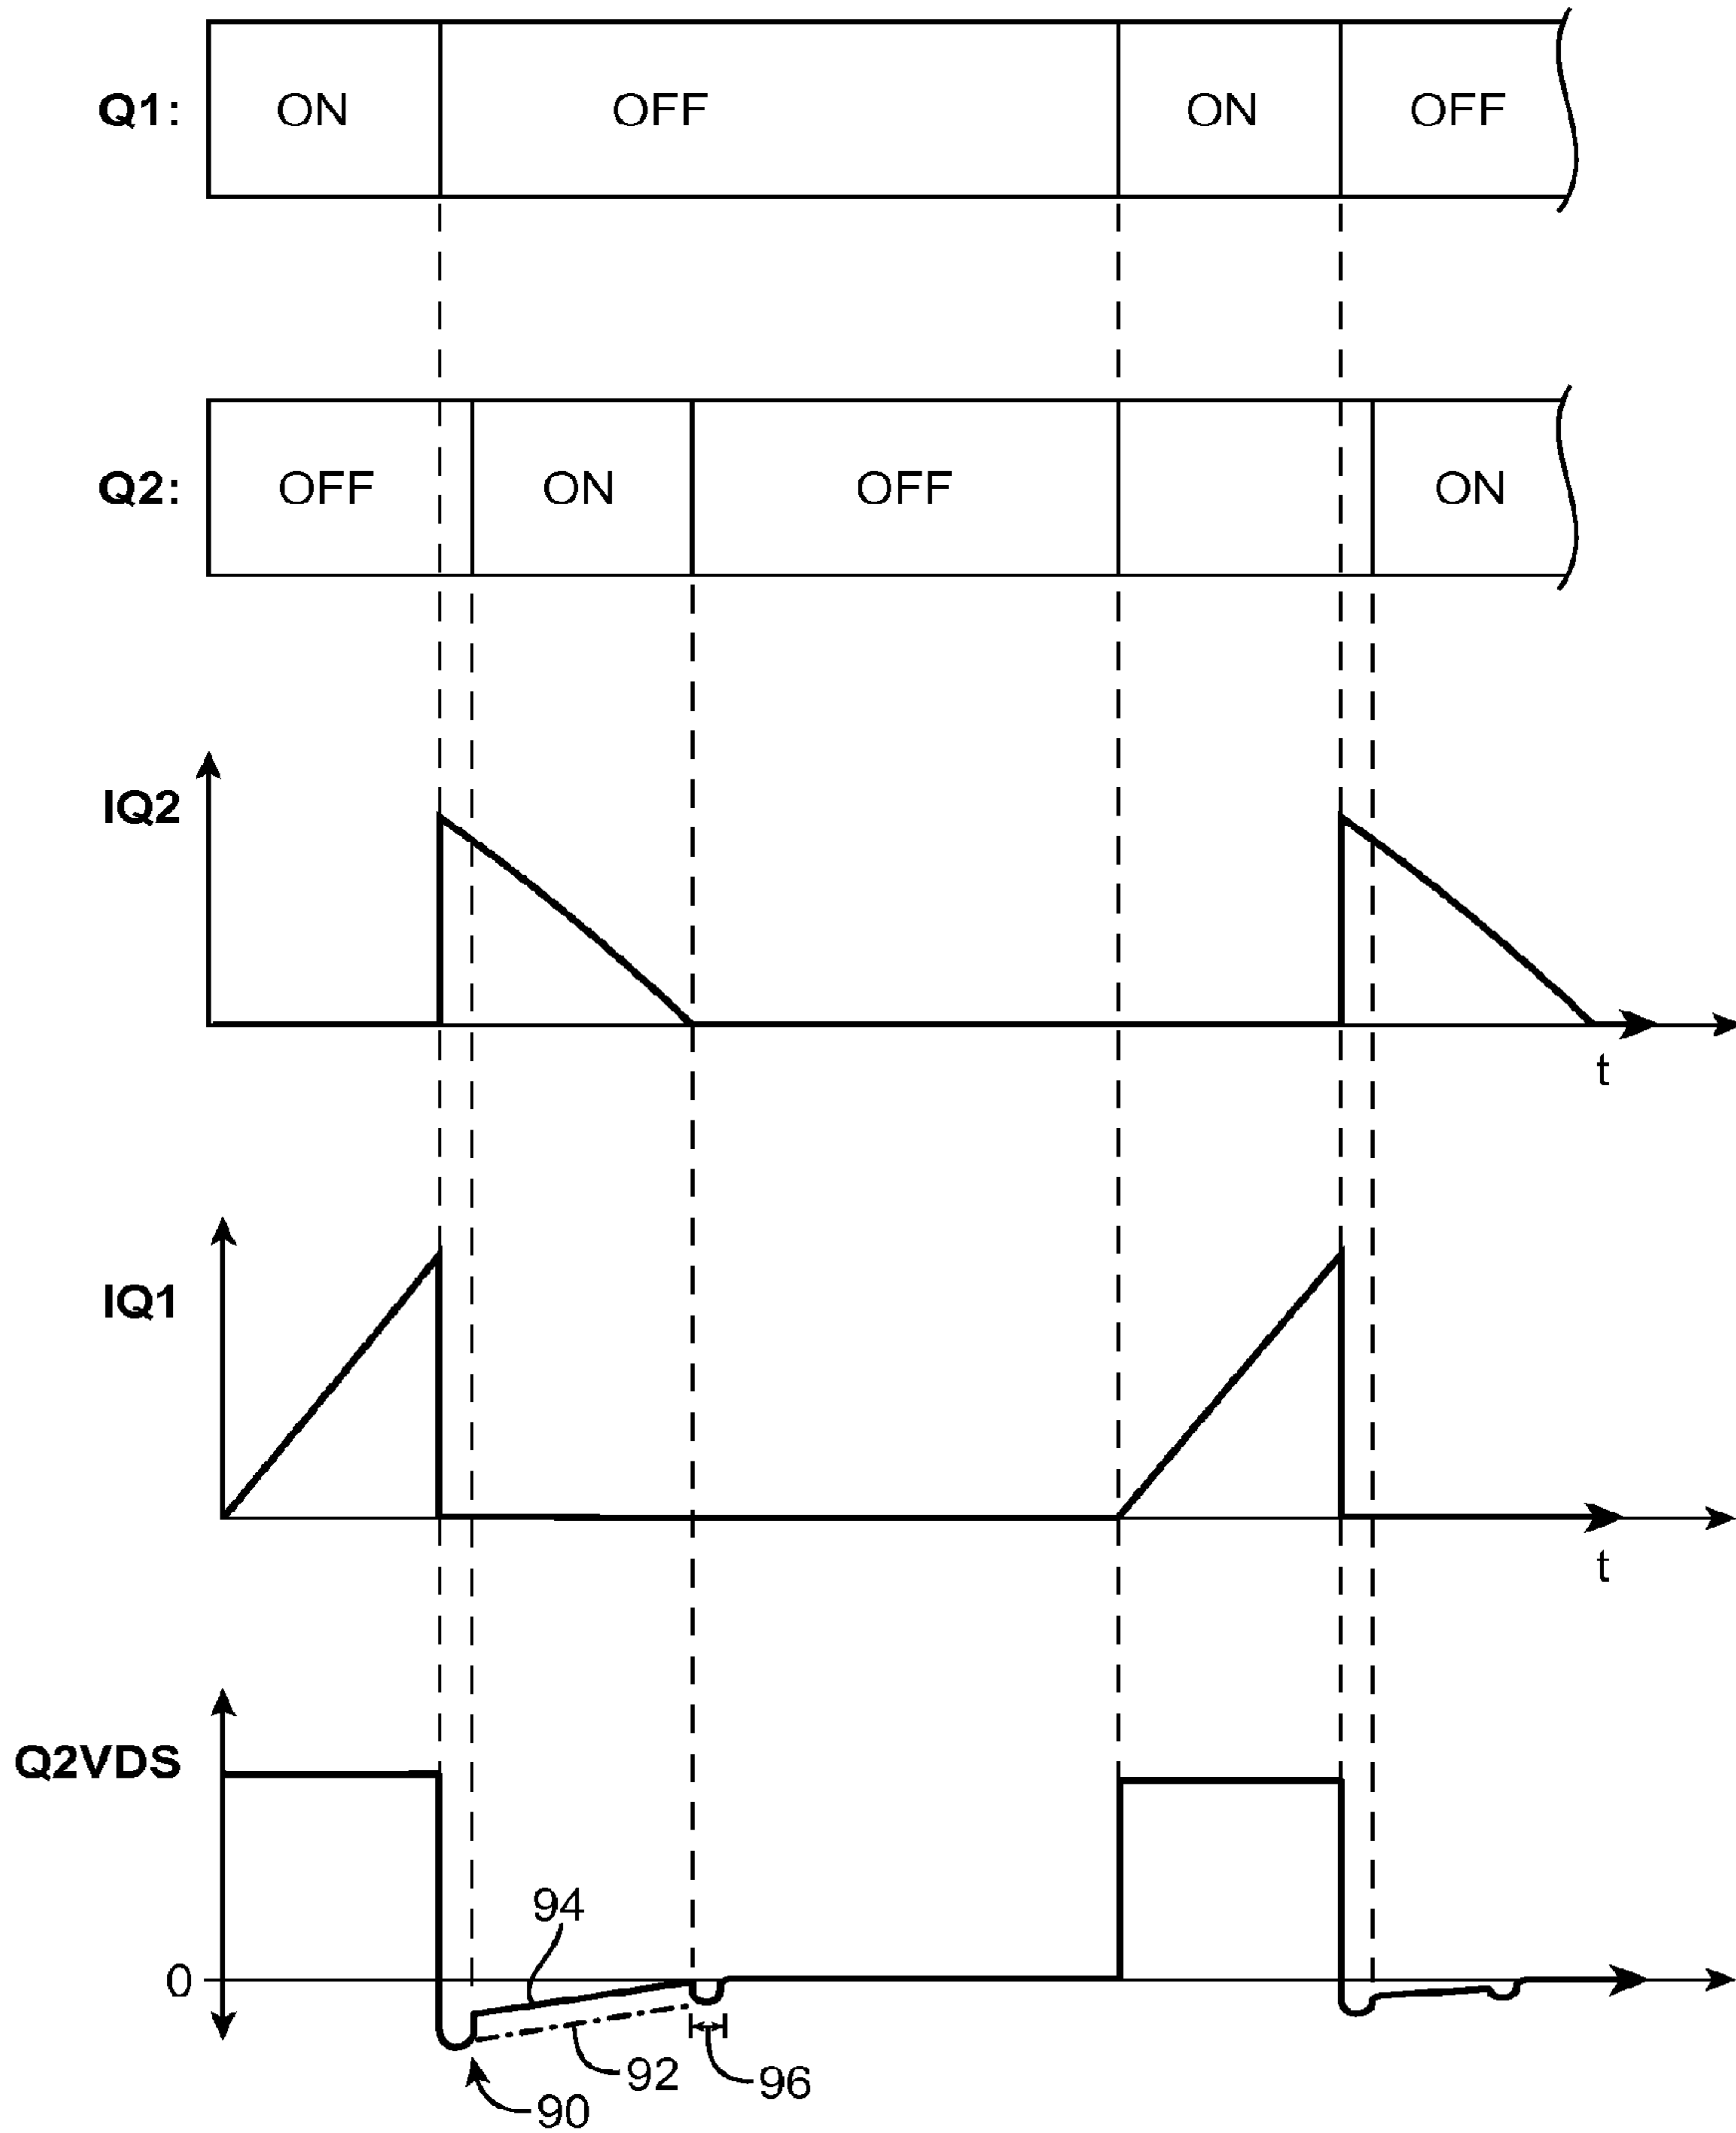 Q1: ON OFF ON OFF
Q2: OFF ON OFF ON
IQ2
t
IQ1
t
Q2VDS
94
0
92
96
90